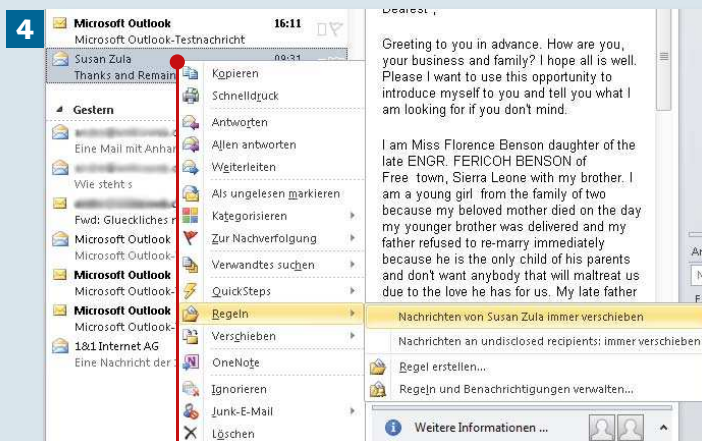 4
Microsoft Outlook 16:11
Microsoft Outlook-Testnachricht
Susan Zula 09:31
Thanks and Remain
Gestern
Eine Mail mit Anhan
Wie steht s
Fwd: Glueckliches
Microsoft Outlook
Microsoft Outlook-
Microsoft Outlook
Microsoft Outlook-
Microsoft Outlook
Microsoft Outlook-
1&1 Internet AG
Eine Nachricht der
Kopieren
Schnelldruck
Antworten
Allen antworten
Weiterleiten
Als ungelesen markieren
Kategorisieren
Zur Nachverfolgung
Verwandtes suchen
QuickSteps
Regeln
Verschieben
OneNote
Ignorieren
Junk-E-Mail
Löschen
Nachrichten von Susan Zula immer verschieben
Nachrichten an undisclosed recipients: immer verschieben
Regel erstellen...
Regeln und Benachrichtigungen verwalten...
Dearest ,
Greeting to you in advance. How are you,
your business and family? I hope all is well.
Please I want to use this opportunity to
introduce myself to you and tell you what I
am looking for if you don't mind.
I am Miss Florence Benson daughter of the
late ENGR. FERICOH BENSON of
Free town, Sierra Leone with my brother. I
am a young girl from the family of two
because my beloved mother died on the day
my younger brother was delivered and my
father refused to re-marry immediately
because he is the only child of his parents
and don't want anybody that will maltreat us
due to the love he has for us. My late father
Weitere Informationen ...